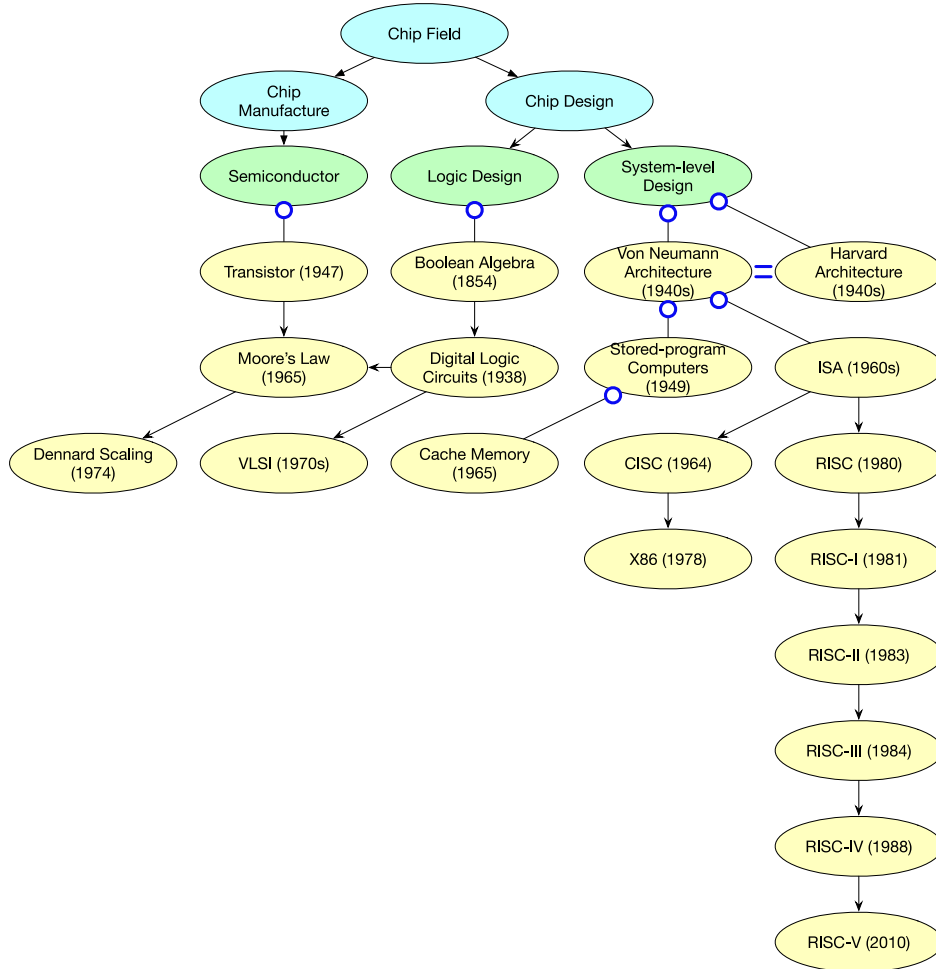 Chip Field
Chip
Manufacture
Chip Design
Semiconductor
Logic Design
System-level
Design
Transistor (1947)
Boolean Algebra
(1854)
Von Neumann
Architecture
(1940s)
=
Harvard
Architecture
(1940s)
Moore's Law
(1965)
Digital Logic
Circuits (1938)
Stored-program
Computers
(1949)
ISA (1960s)
Dennard Scaling
(1974)
VLSI (1970s)
Cache Memory
(1965)
CISC (1964)
RISC (1980)
X86 (1978)
RISC-I (1981)
RISC-II (1983)
RISC-III (1984)
RISC-IV (1988)
RISC-V (2010)